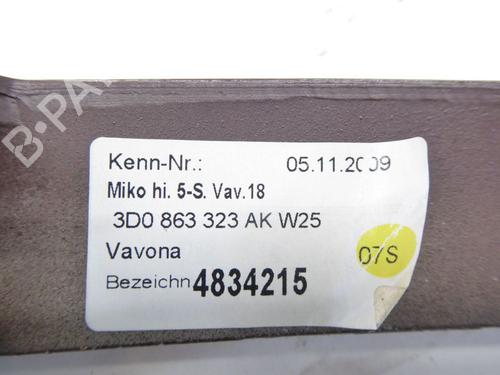 B-PARTS
Kenn-Nr.: 05.11.2009
Miko hi. 5-S. Vav.18
3D0 863 323 AK W25
Vavona
07S
Bezeichn 4834215